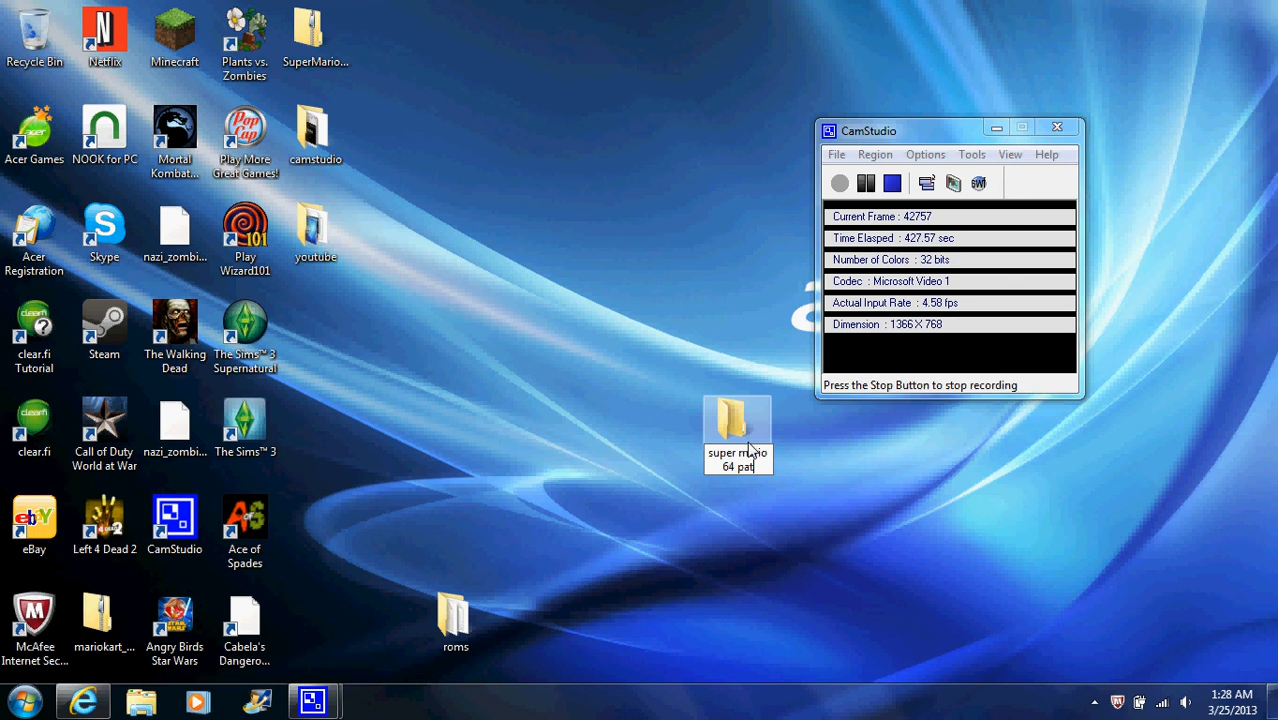 Recycle Bin
Netflix
Minecraft
Plants vs.
Zombies
SuperMario...
Acer Games
NOOK for PC
Mortal
Kombat...
Pop
Cap
Play More
Great Games!
camstudio
Acer
Registration
Skype
nazi_zombi...
101
Play
Wizard101
youtube
clear.fi
Tutorial
Steam
The Walking
Dead
The Sims™ 3
Supernatural
clear.fi
Call of Duty
World at War
nazi_zombi...
The Sims™ 3
eBay
Left 4 Dead 2
CamStudio
Ace of
Spades
McAfee
Internet Sec...
mariokart_...
Angry Birds
Star Wars
Cabela's
Dangero...
roms
super mario
64 pat
CamStudio
File Region Options Tools View Help
Current Frame : 42757
Time Elasped : 427.57 sec
Number of Colors : 32 bits
Codec : Microsoft Video 1
Actual Input Rate : 4.58 fps
Dimension : 1366 X 768
Press the Stop Button to stop recording
1:28 AM
3/25/2013